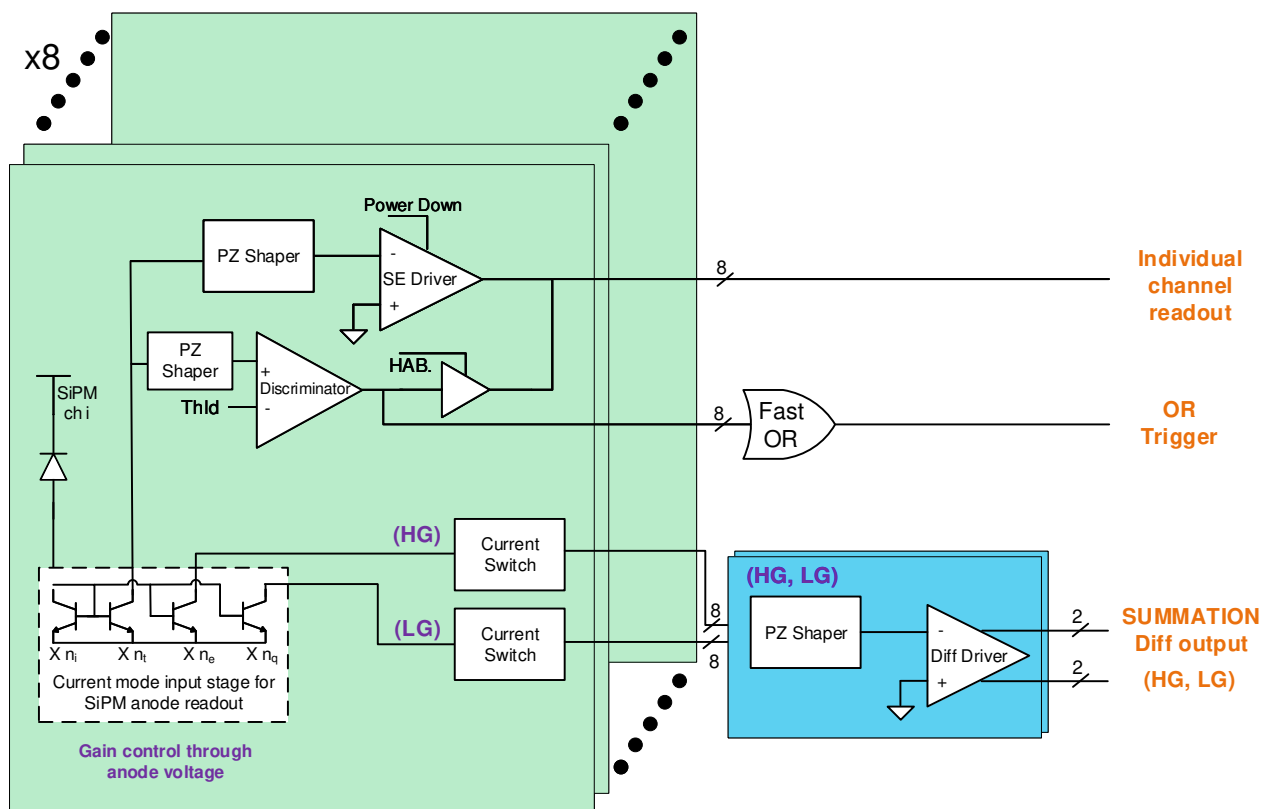 x8
Power Down
PZ Shaper
-
SE Driver
+
8
Individual
channel
readout
PZ
Shaper
+
Discriminator
-
Thld
HAB.
SiPM
ch i
8
Fast
OR
OR
Trigger
(HG)
Current
Switch
(LG)
Current
Switch
8
8
(HG, LG)
PZ Shaper
-
Diff Driver
+
2
2
SUMMATION
Diff output
(HG, LG)
X ni X nt X ne X nq
Current mode input stage for
SiPM anode readout
Gain control through
anode voltage